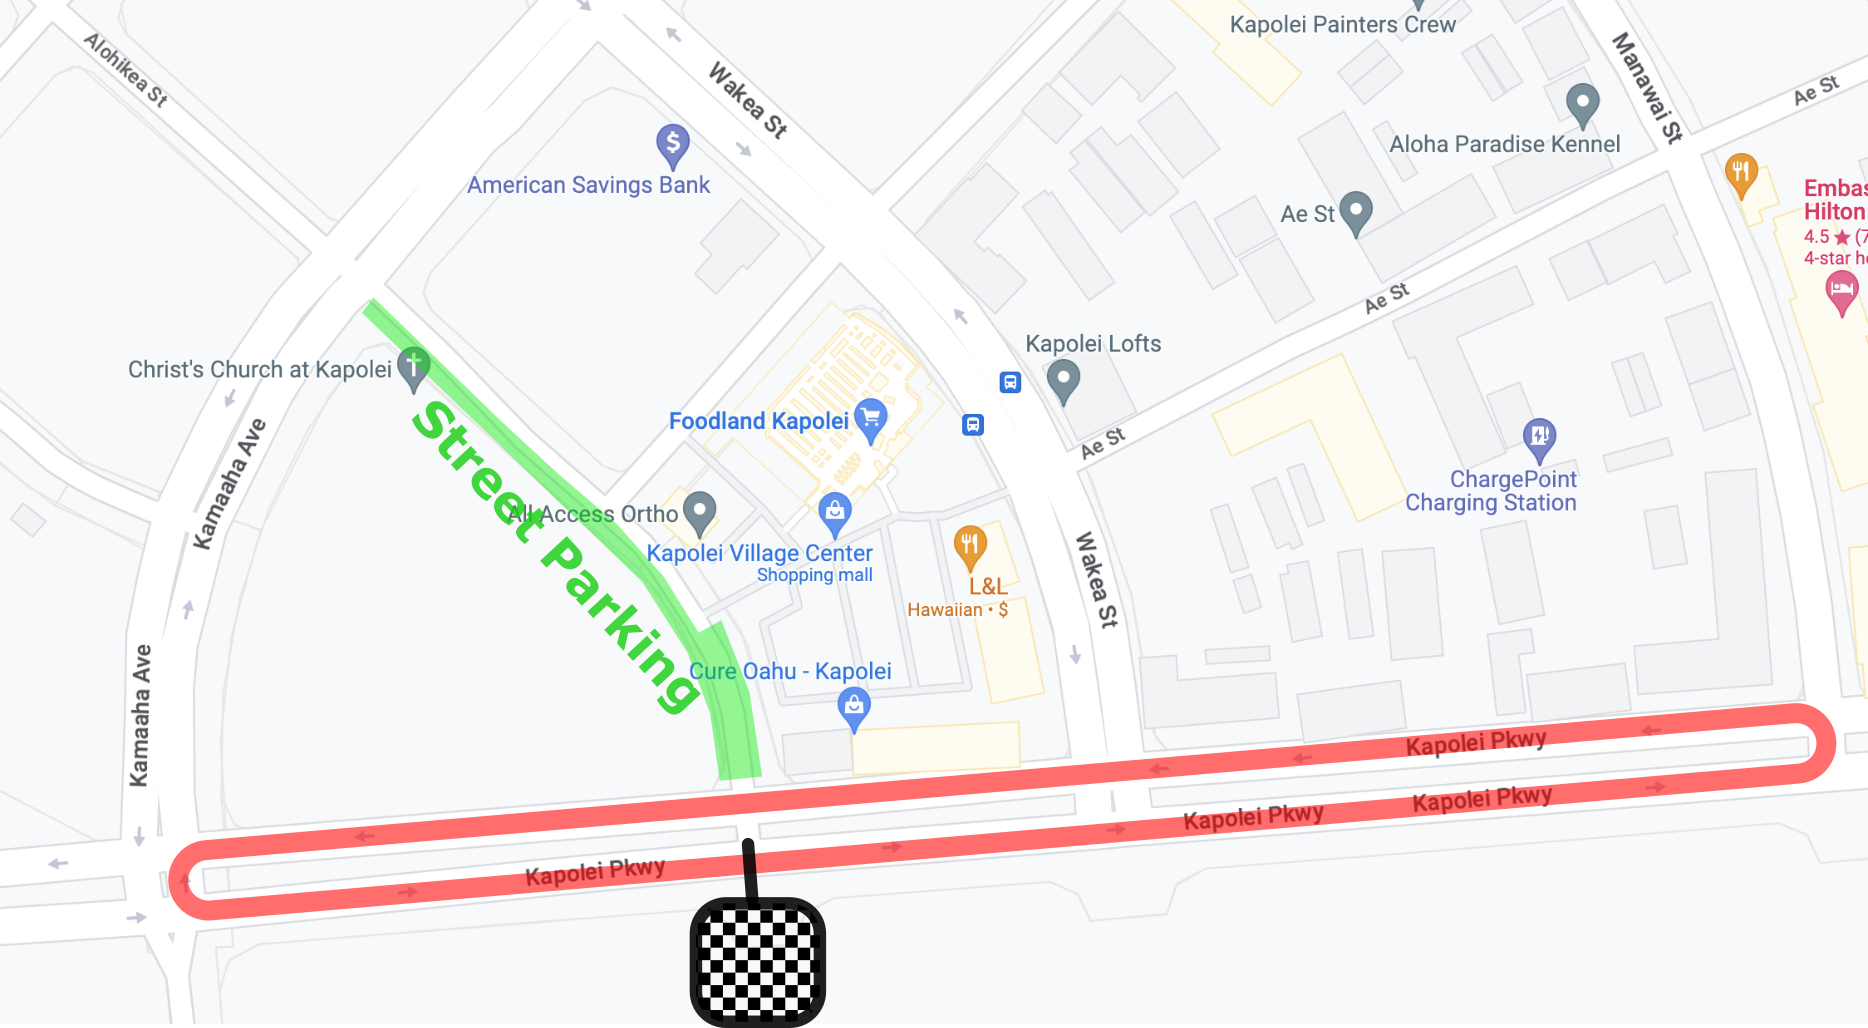 Kapolei Painters Crew
Alohikea St
Wakea St
Manawai St
Ae St
American Savings Bank
Aloha Paradise Kennel
Ae St
Hilton
4.5
Ae St
Kapolei Lofts
Christ's Church at Kapolei
Foodland Kapolei
Ae St
Kamaaha Ave
Street Parking
All Access Ortho
ChargePoint
Charging Station
Kapolei Village Center
Shopping mall
Wakea St
L&L
Hawaiian • $
Kamaaha Ave
Cure Oahu - Kapolei
Kapolei Pkwy
Kapolei Pkwy
Kapolei Pkwy
Kapolei Pkwy